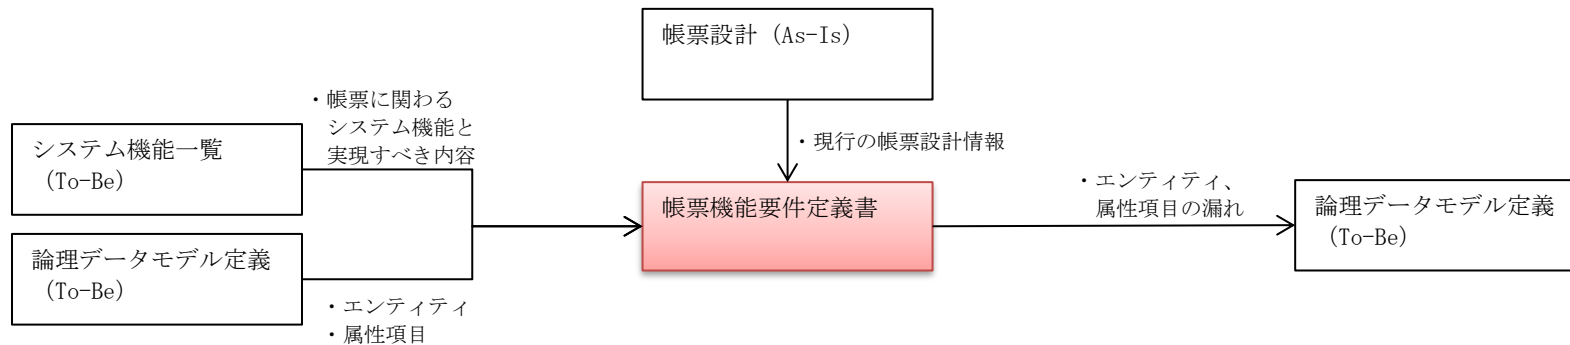 帳票設計（As-Is）
・帳票に関わる
システム機能と
実現すべき内容
システム機能一覧
（To-Be）
・現行の帳票設計情報
帳票機能要件定義書
・エンティティ、
属性項目の漏れ
論理データモデル定義
（To-Be）
論理データモデル定義
（To-Be）
・エンティティ
・属性項目